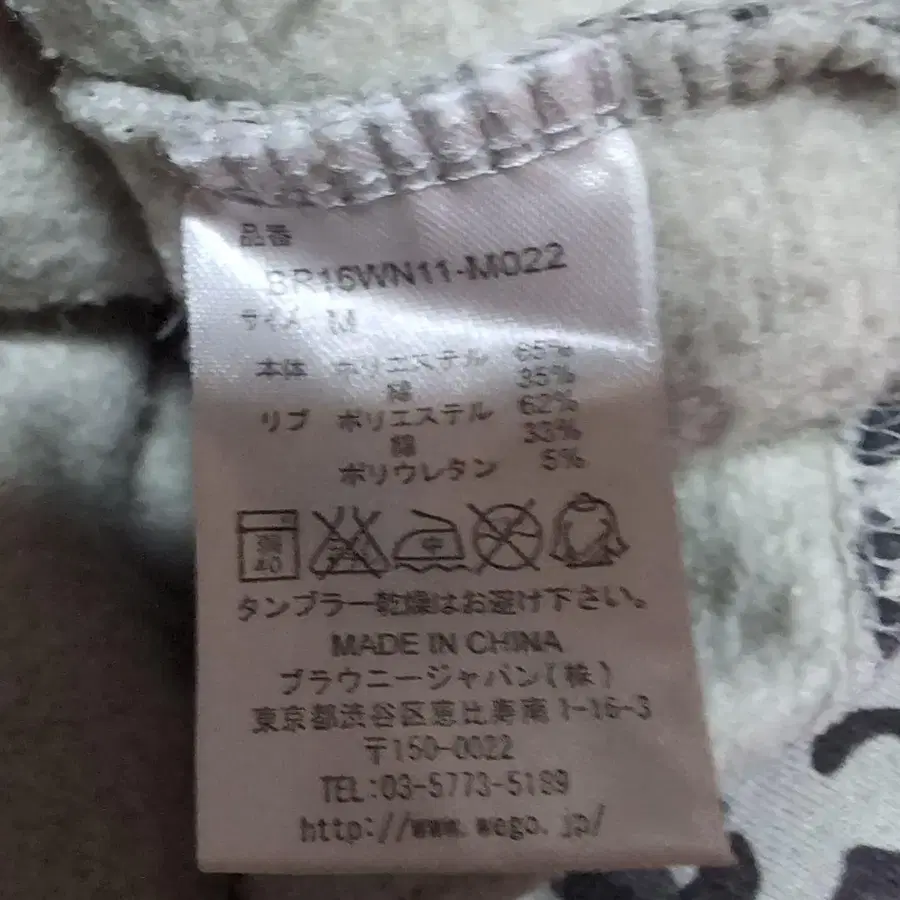 品番
BR16WN11-M022
サイズ M
本体 ポリエステル 65%
綿 35%
リブ ポリエステル 62%
綿 33%
ポリウレタン 5%
40 中
タンブラー乾燥はお避け下さい。
MADE IN CHINA
ブラウニージャパン(株)
東京都渋谷区恵比寿南1-16-3
〒150-0022
TEL:03-5773-5189
http://www.wego.jp/